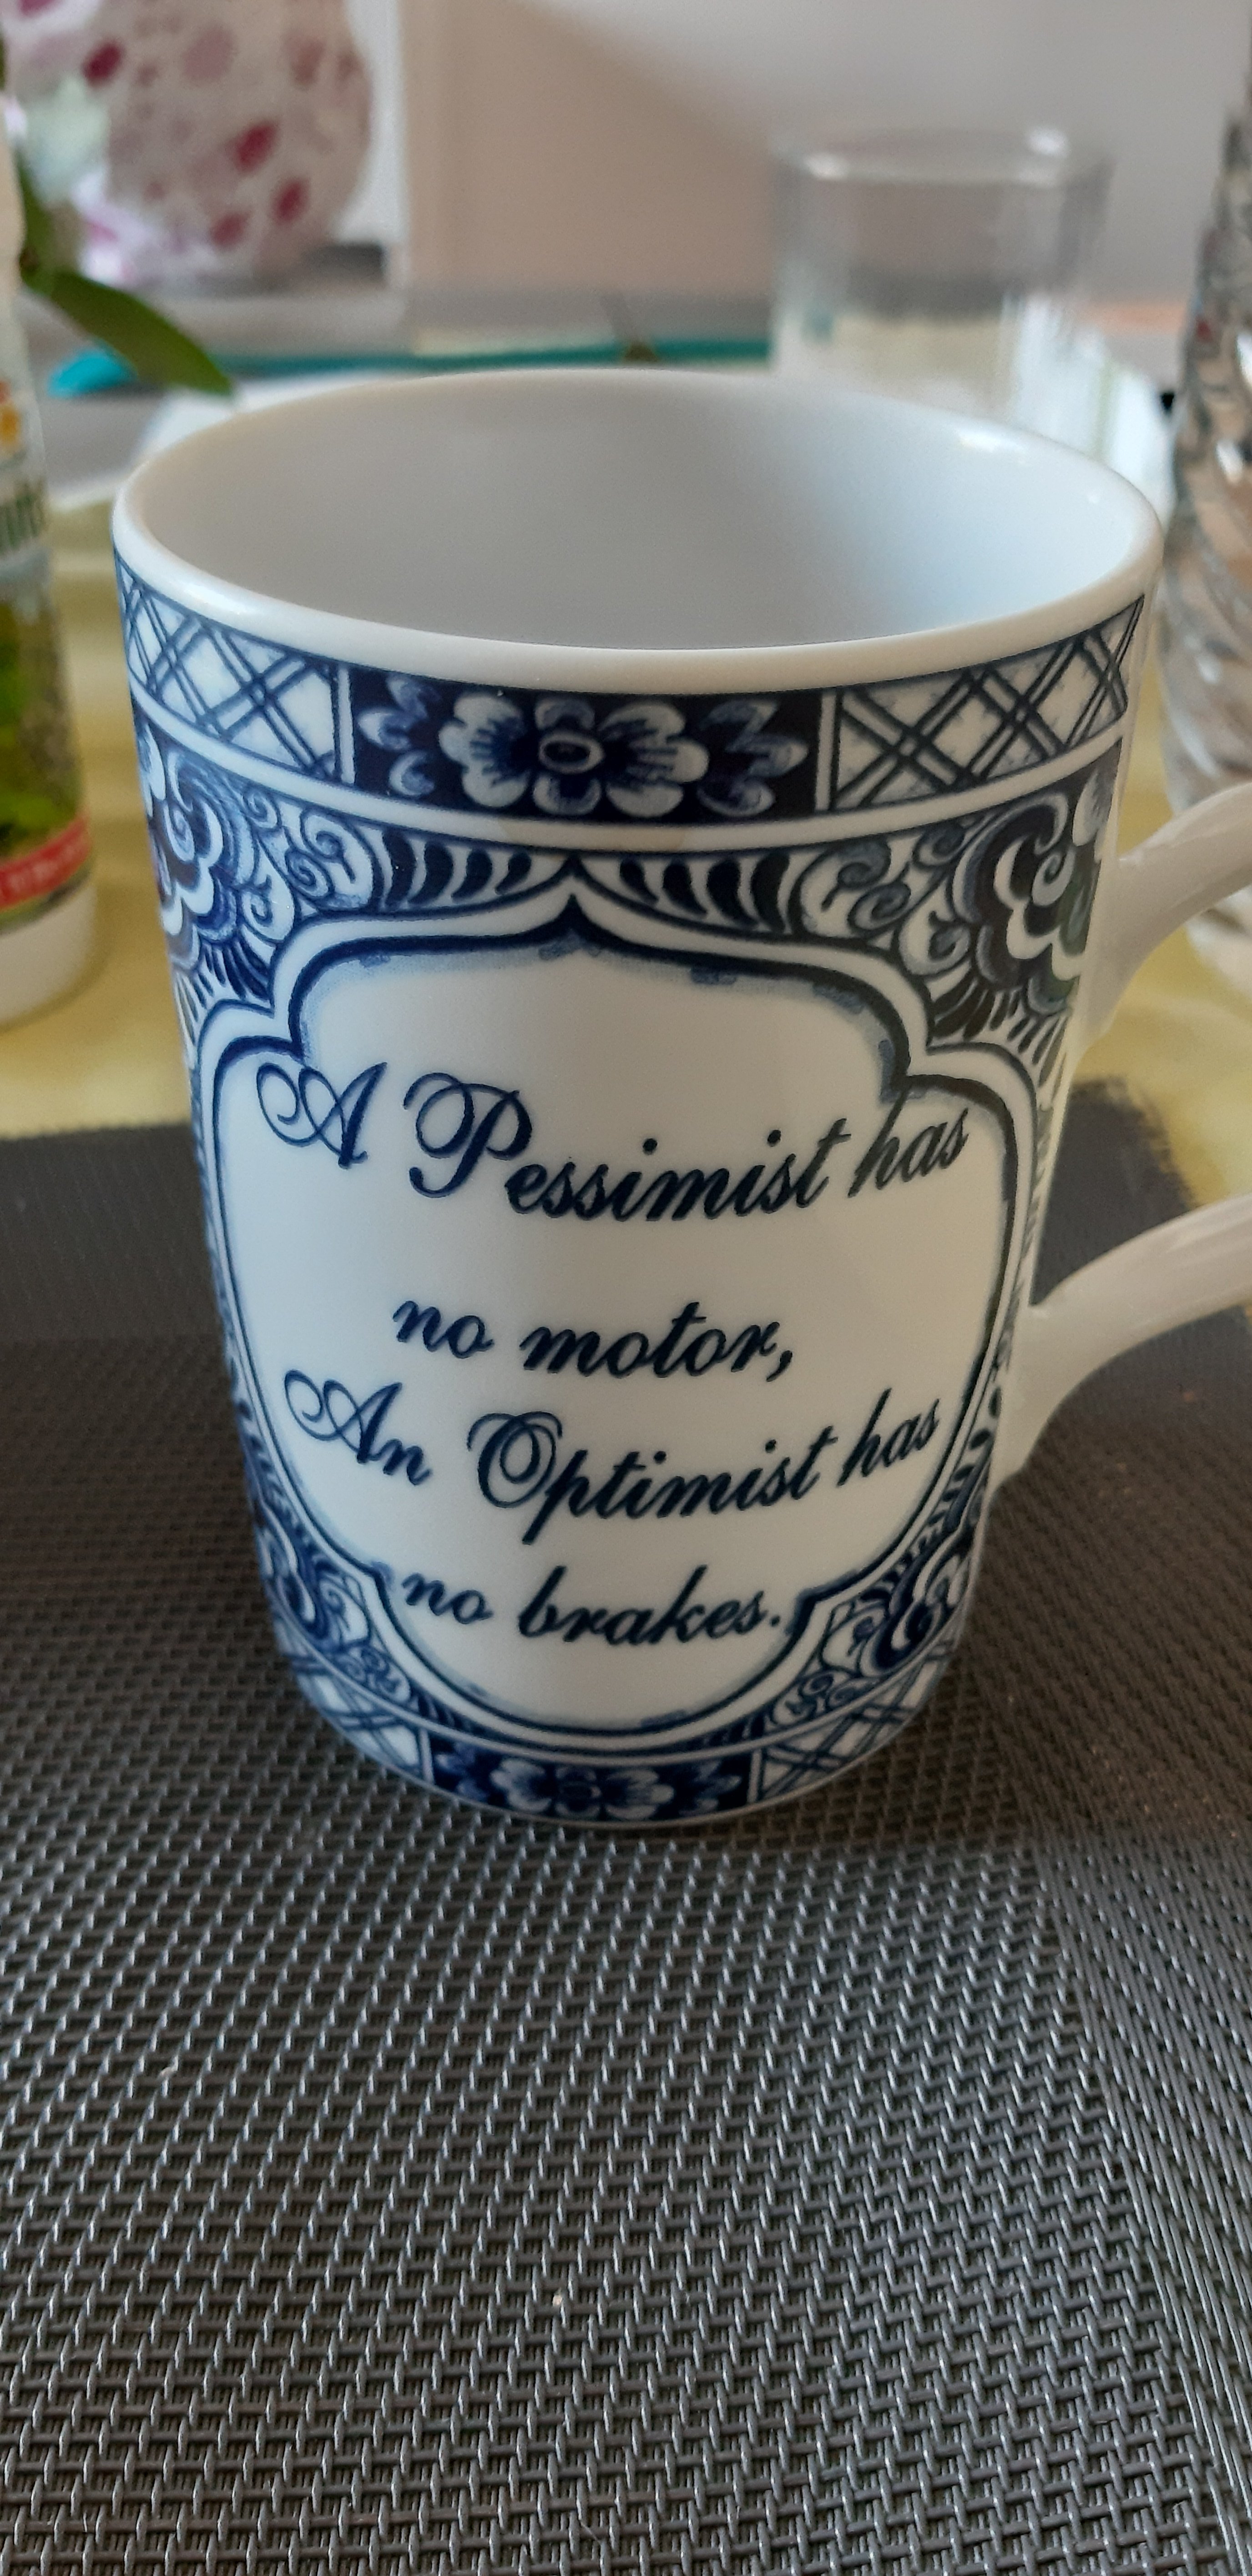 A Pessimist has
no motor,
An Optimist has
no brakes.